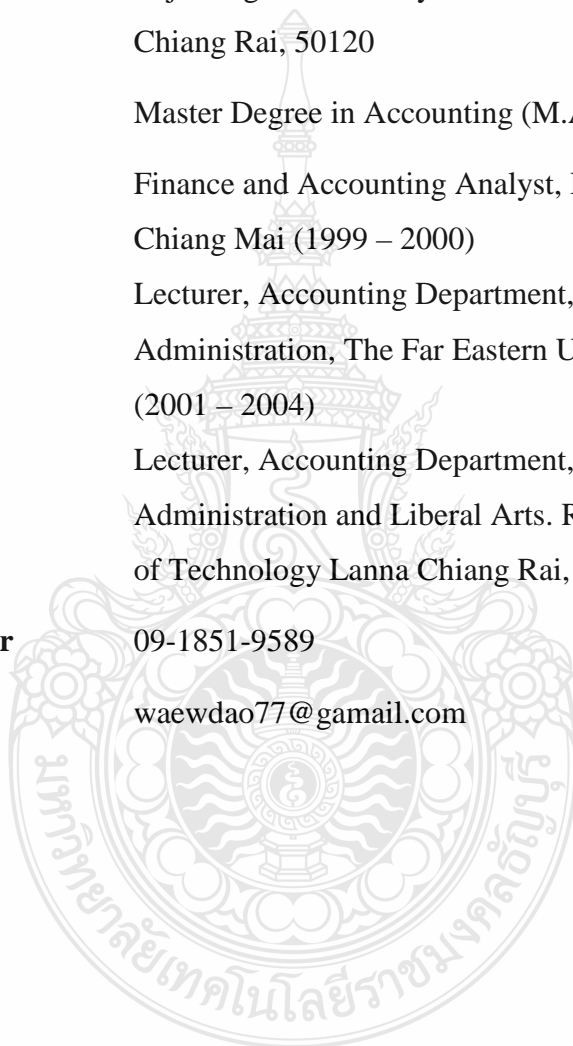 Chiang Rai, 50120
Master Degree in Accounting (M.A
Finance and Accounting Analyst,
Chiang Mai (1999 – 2000)
Lecturer, Accounting Department,
Administration, The Far Eastern U
(2001 – 2004)
Lecturer, Accounting Department,
Administration and Liberal Arts. R
of Technology Lanna Chiang Rai,
r 09-1851-9589
waewdao77@gamail.com
มหาวิทยาลัยเทคโนโลยีราชมงคลธัญบุรี